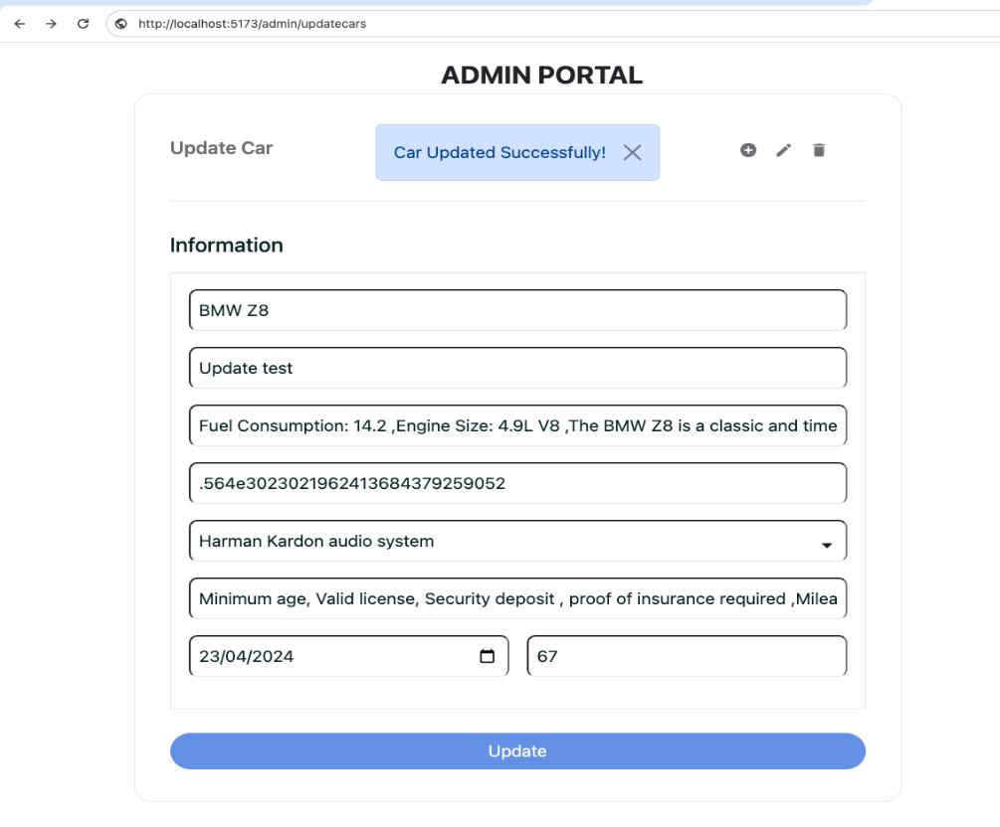 http://localhost:5173/admin/updatecars
ADMIN PORTAL
Update Car
Car Updated Successfully!
Information
BMW Z8
Update test
Fuel Consumption: 14.2 ,Engine Size: 4.9L V8 ,The BMW Z8 is a classic and time
.564e3023021962413684379259052
Harman Kardon audio system
Minimum age, Valid license, Security deposit , proof of insurance required ,Milea
23/04/2024 67
Update